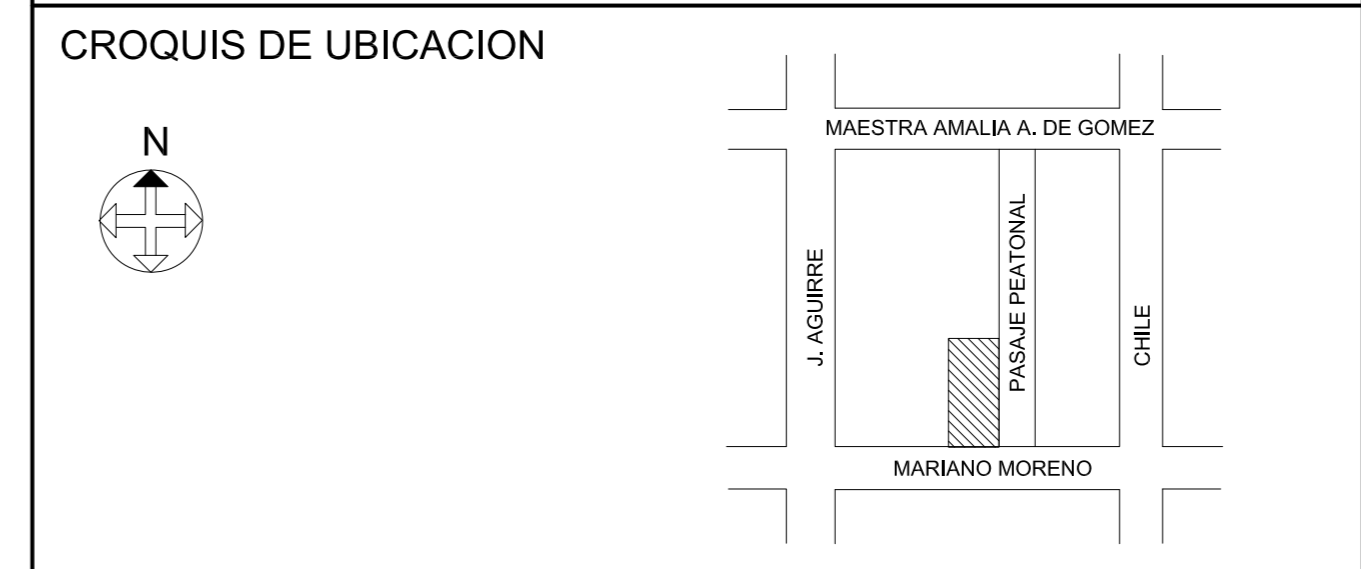 CROQUIS DE UBICACION
N
MAESTRA AMALIA A. DE GOMEZ
J. AGUIRRE
PASAJE PEATONAL
CHILE
MARIANO MORENO